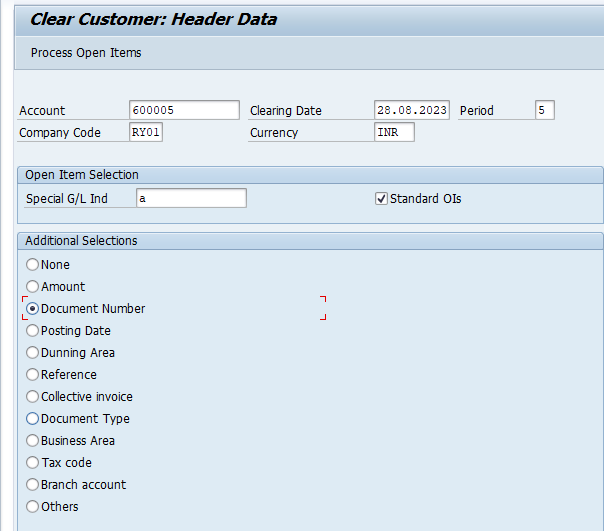 Clear Customer: Header Data
Process Open Items
Account 600005 Clearing Date 28.08.2023 Period 5
Company Code RY01 Currency INR
Open Item Selection
Special G/L Ind a Standard OIs
Additional Selections
None
Amount
Document Number
Posting Date
Dunning Area
Reference
Collective invoice
Document Type
Business Area
Tax code
Branch account
Others